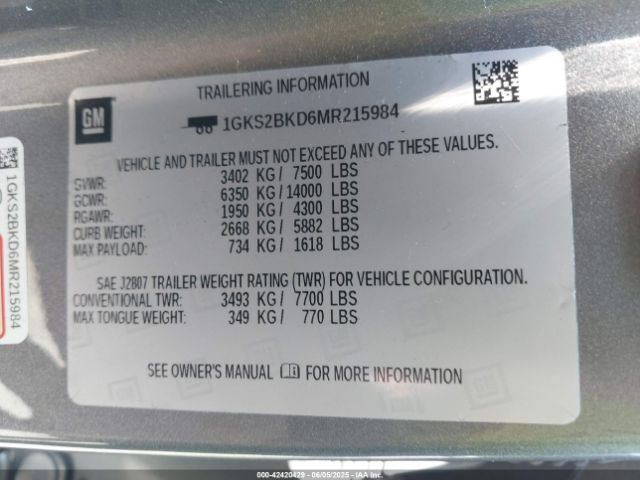 TRAILERING INFORMATION
GM
1GKS2BKD6MR215984
VEHICLE AND TRAILER MUST NOT EXCEED ANY OF THESE VALUES.
GVWR: 3402 KG/ 7500 LBS
GCWR: 6350 KG/14000 LBS
RGAWR: 1950 KG/ 4300 LBS
CURB WEIGHT: 2668 KG/ 5882 LBS
MAX PAYLOAD: 734 KG/ 1618 LBS
SAE J2807 TRAILER WEIGHT RATING (TWR) FOR VEHICLE CONFIGURATION.
CONVENTIONAL TWR: 3493 KG/ 7700 LBS
MAX TONGUE WEIGHT: 349 KG/ 770 LBS
SEE OWNER'S MANUAL FOR MORE INFORMATION
1GKS2BKD6MR215984
000-42420429 - 06/05/2025 - IAAI.com